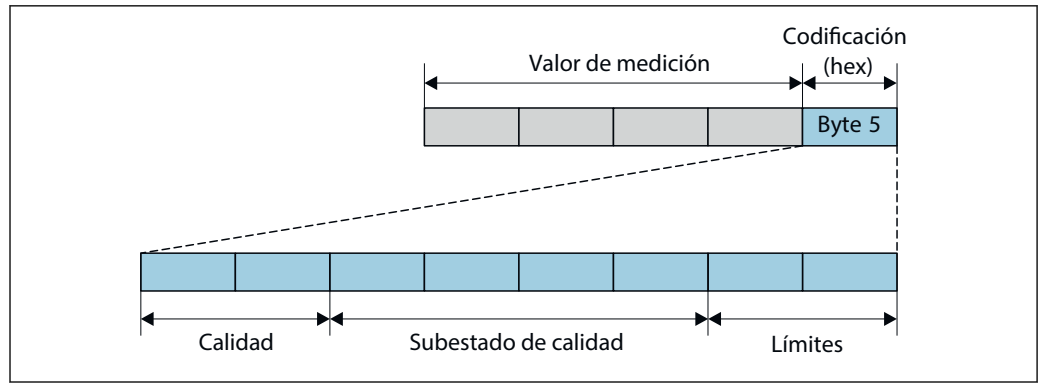 Codificación
(hex)
Valor de medición
Byte 5
Calidad
Subestado de calidad
Límites